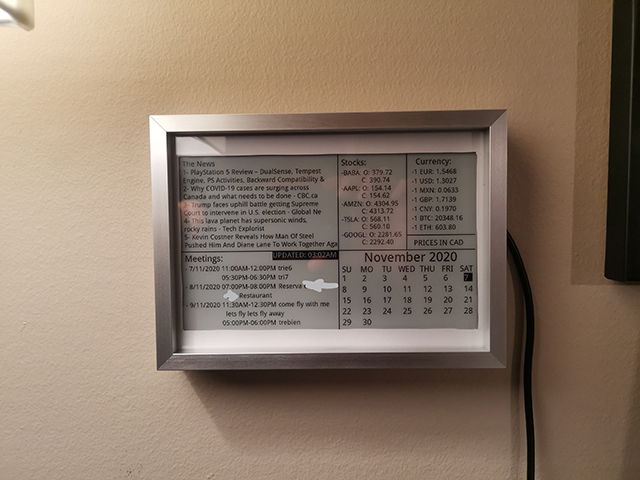 The News
1- PlayStation 5 Review – DualSense, Tempest
Engine, PS Activities, Backward Compatibility &
2- Why COVID-19 cases are surging across
Canada and what needs to be done - CBC.ca
3- Trump faces uphill battle getting Supreme
Court to intervene in U.S. election - Global Ne
4- This lava planet has supersonic winds,
rocky rains - Tech Explorist
5- Kevin Costner Reveals How Man Of Steel
Pushed Him And Diane Lane To Work Together Aga
UPDATED: 03:02AM
Stocks:
-BABA: O: 379.72
C: 390.74
-AAPL: O: 154.14
C: 154.62
-AMZN: O: 4304.95
C: 4313.72
-TSLA: O: 568.11
C: 560.10
-GOOGL: O: 2281.65
C: 2292.40
Currency:
-1 EUR: 1.5468
-1 USD: 1.3027
-1 MXN: 0.0633
-1 GBP: 1.7139
-1 CNY: 0.1970
-1 BTC: 20348.16
-1 ETH: 603.80
PRICES IN CAD
Meetings:
- 7/11/2020 11:00AM-12:00PM trie6
05:30PM-06:30PM tri7
- 8/11/2020 07:00PM-08:00PM Reserva
Restaurant
- 9/11/2020 11:30AM-12:30PM come fly with me
lets fly lets fly away
05:00PM-06:00PM trebien
November 2020
SU MO TU WED THU FRI SAT
1 2 3 4 5 6 7
8 9 10 11 12 13 14
15 16 17 18 19 20 21
22 23 24 25 26 27 28
29 30